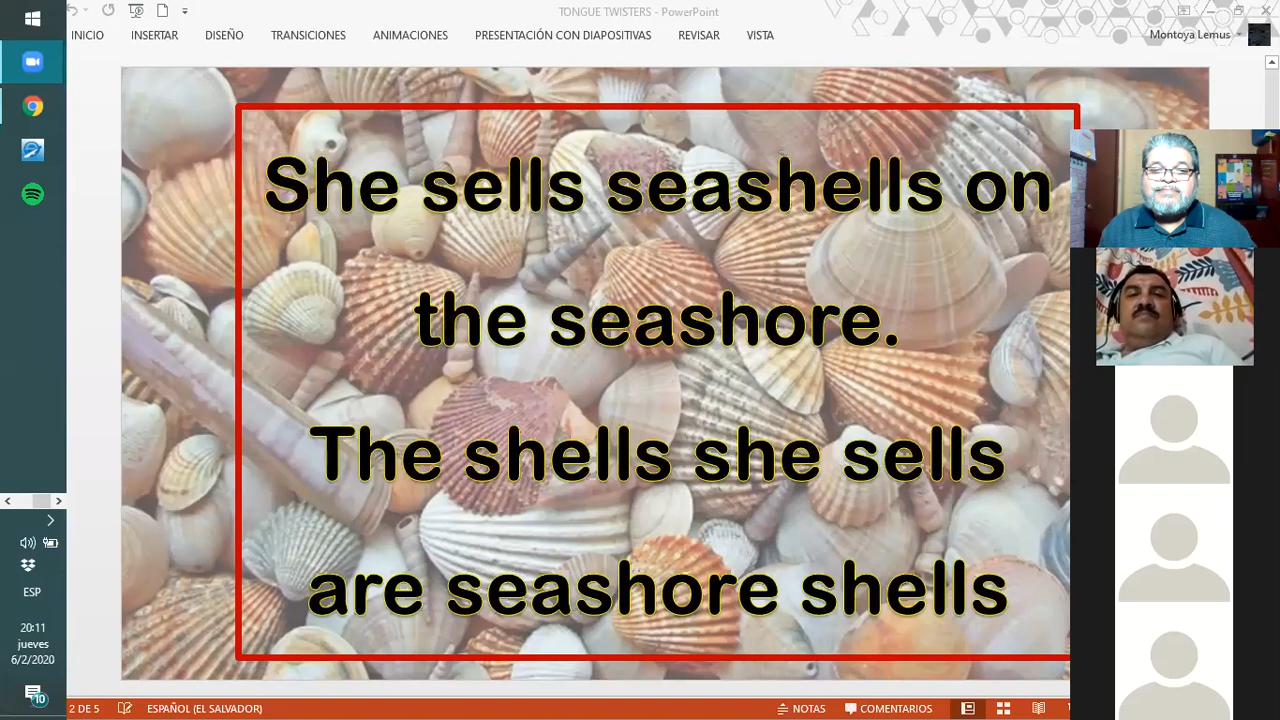 TONGUE TWISTERS - PowerPoint
INICIO INSERTAR DISEÑO TRANSICIONES ANIMACIONES PRESENTACIÓN CON DIAPOSITIVAS REVISAR VISTA
Montoya Lemus
She sells seashells on
the seashore.
The shells she sells
are seashore shells
ESP
20:11
jueves
6/2/2020
10
2 DE 5 ESPAÑOL (EL SALVADOR) NOTAS COMENTARIOS